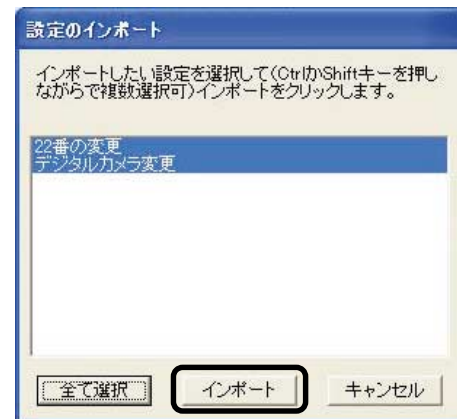 設定のインポート
インポートしたい設定を選択して(CtrlかShiftキーを押し
ながらで複数選択可)インポートをクリックします。
22番の変更
デジタルカメラ変更
全て選択 インポート キャンセル